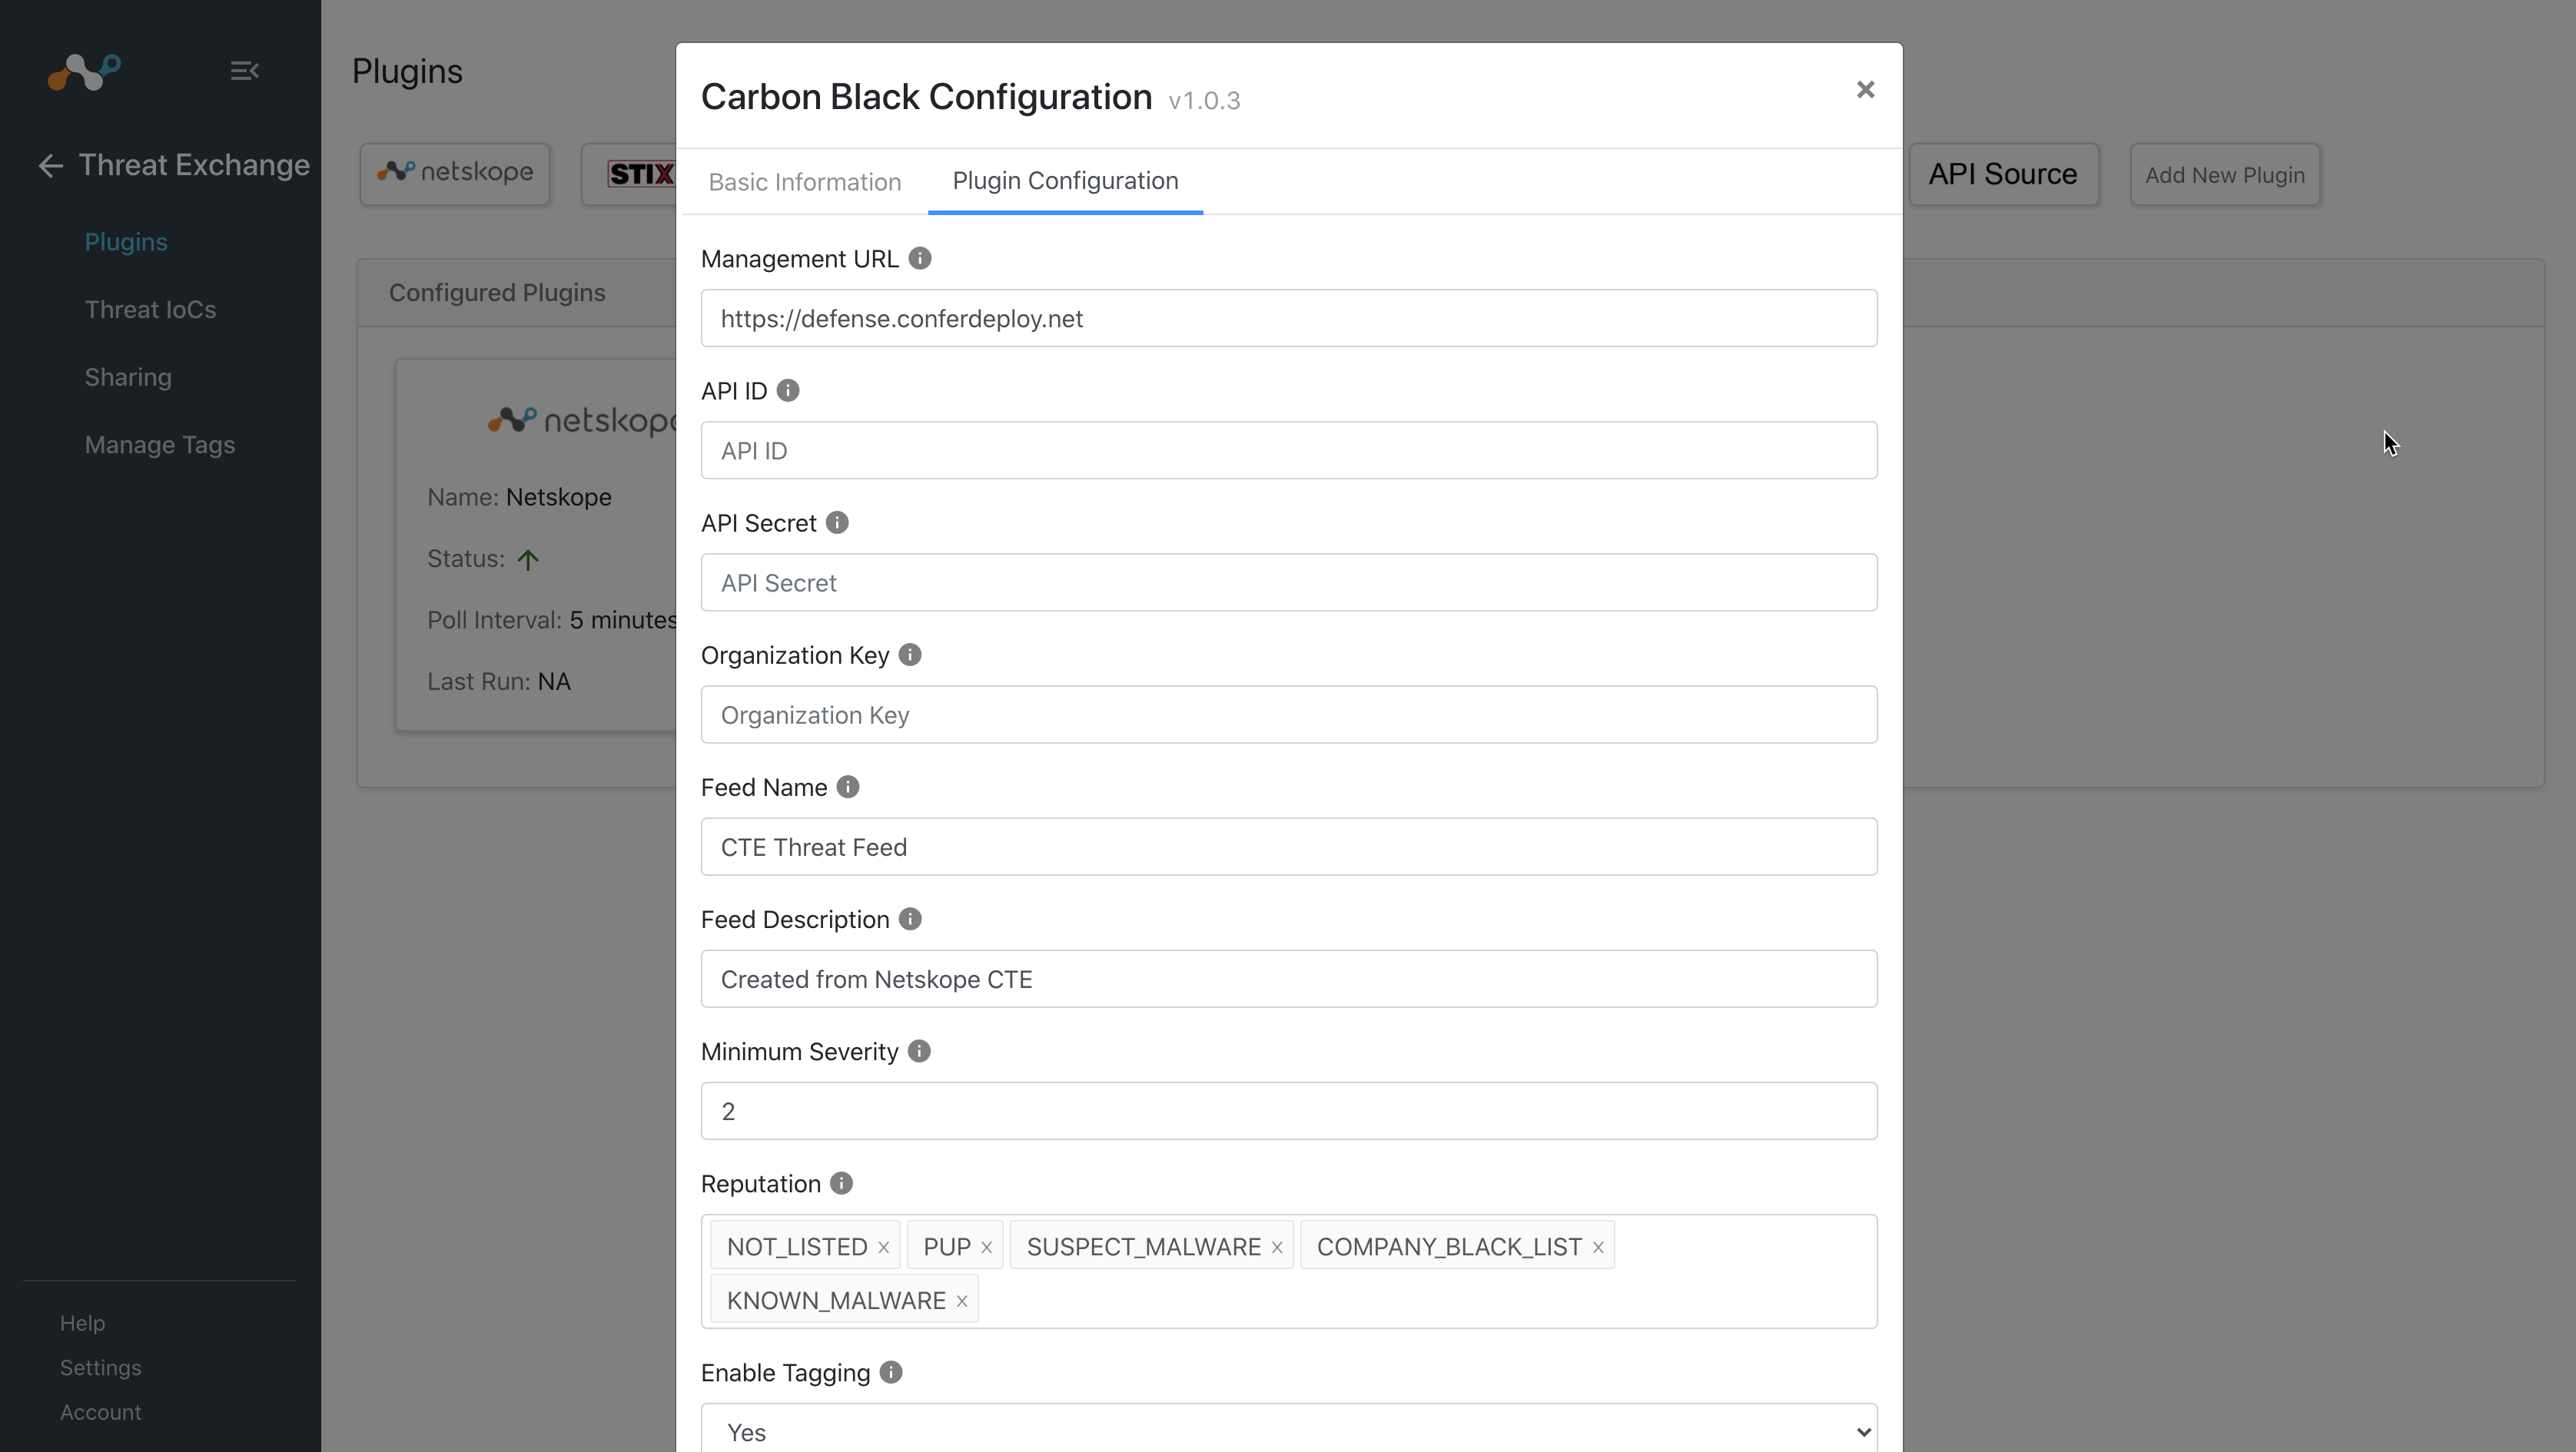 Threat Exchange
Plugins
Threat IoCs
Sharing
Manage Tags
Help
Settings
Account
Plugins
netskope
STIX
API Source
Add New Plugin
Configured Plugins
netskope
Name: Netskope
Status:
Poll Interval: 5 minutes
Last Run: NA
Carbon Black Configuration v1.0.3
Basic Information
Plugin Configuration
Management URL
https://defense.conferdeploy.net
API ID
API ID
API Secret
API Secret
Organization Key
Organization Key
Feed Name
CTE Threat Feed
Feed Description
Created from Netskope CTE
Minimum Severity
2
Reputation
NOT_LISTED PUP SUSPECT_MALWARE COMPANY_BLACK_LIST
KNOWN_MALWARE
Enable Tagging
Yes